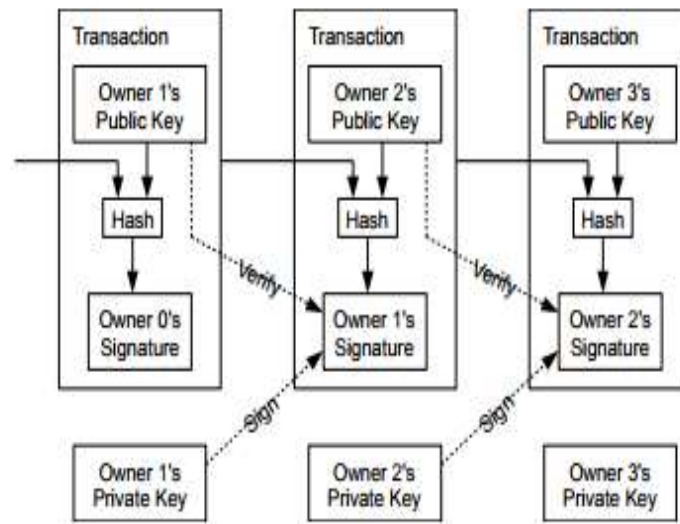 Transaction
Transaction
Transaction
Owner 1's
Public Key
Owner 2's
Public Key
Owner 3's
Public Key
Hash
Hash
Hash
Verify
Verify
Owner 0's
Signature
Owner 1's
Signature
Owner 2's
Signature
Sign
Sign
Owner 1's
Private Key
Owner 2's
Private Key
Owner 3's
Private Key